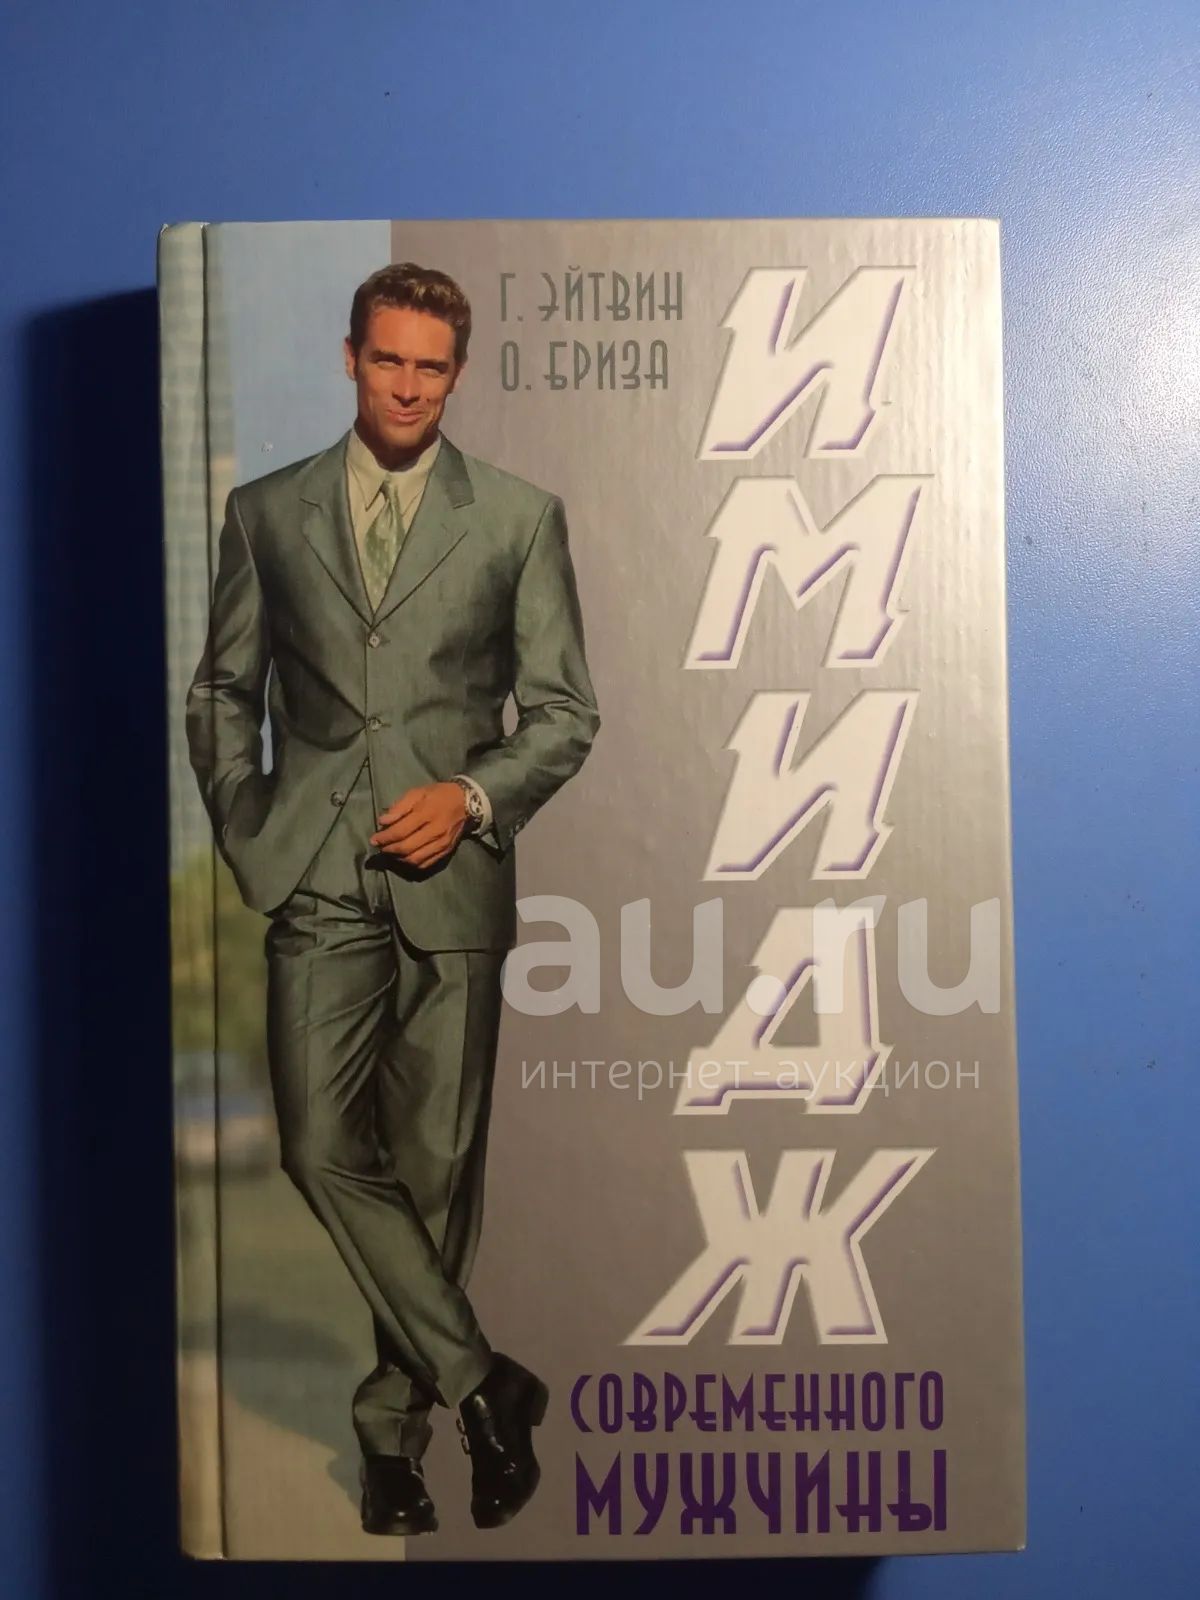 Г. ЭЙТВИН
О. БРИЗА
ИМИДЖ
СОВРЕМЕННОГО
МУЖЧИНЫ
au.ru
интернет-аукцион